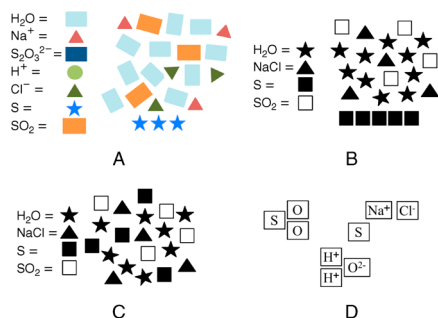 H₂O =
Na⁺ =
S₂O₃²⁻ =
H⁺ =
Cl⁻ =
S =
SO₂ =
A
H₂O =
NaCl =
S =
SO₂ =
B
H₂O =
NaCl =
S =
SO₂ =
C
O
S
O
Na⁺ Cl⁻
S
H⁺
O²⁻
H⁺
D